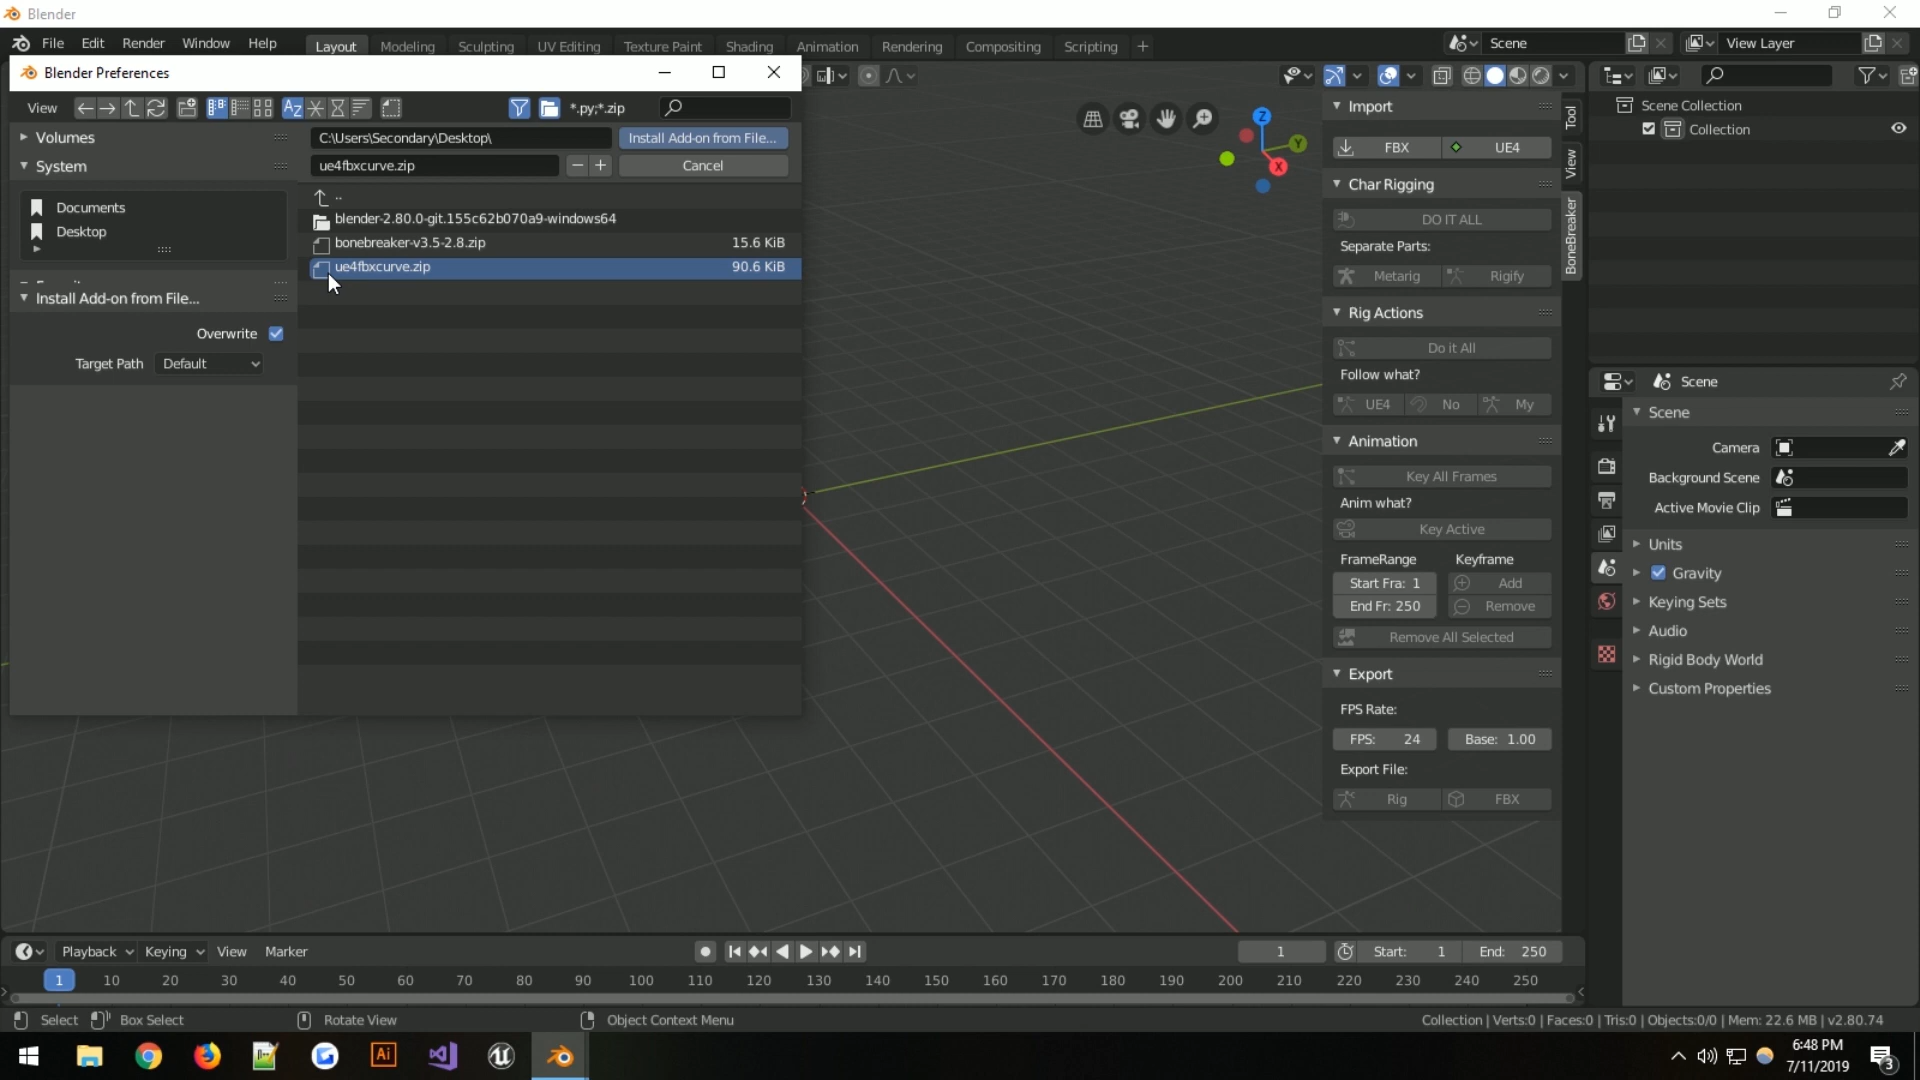 Blender
File Edit Render Window Help Layout Modeling Sculpting UV Editing Texture Paint Shading Animation Rendering Compositing Scripting + Scene View Layer
Blender Preferences
View *.py;*.zip
Volumes
C:\Users\Secondary\Desktop\ Install Add-on from File...
System
ue4fbxcurve.zip Cancel
Documents
Desktop
..
blender-2.80.0-git.155c62b070a9-windows64
bonebreaker-v3.5-2.8.zip 15.6 KiB
ue4fbxcurve.zip 90.6 KiB
Install Add-on from File...
Overwrite
Target Path Default
Z
Y
X
Import
FBX UE4
Char Rigging
DO IT ALL
Separate Parts:
Metarig Rigify
Rig Actions
Do it All
Follow what?
UE4 No My
Animation
Key All Frames
Anim what?
Key Active
FrameRange Keyframe
Start Fra: 1 Add
End Fr: 250 Remove
Remove All Selected
Export
FPS Rate:
FPS: 24 Base: 1.00
Export File:
Rig FBX
Tool
View
BoneBreaker
Scene Collection
Collection
Scene
Scene
Camera
Background Scene
Active Movie Clip
Units
Gravity
Keying Sets
Audio
Rigid Body World
Custom Properties
Playback Keying View Marker 1 Start: 1 End: 250
1 10 20 30 40 50 60 70 80 90 100 110 120 130 140 150 160 170 180 190 200 210 220 230 240 250
Select Box Select Rotate View Object Context Menu Collection | Verts:0 | Faces:0 | Tris:0 | Objects:0/0 | Mem: 22.6 MB | v2.80.74
Ai
6:48 PM
7/11/2019
3